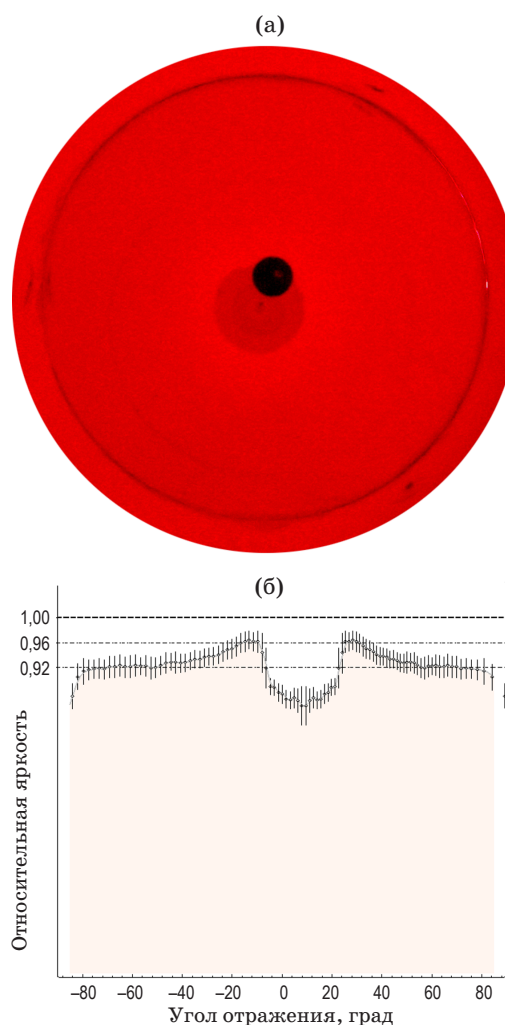 (а)
(б)
1,00
0,96
0,92
Относительная яркость
–80 –60 –40 –20 0 20 40 60 80
Угол отражения, град